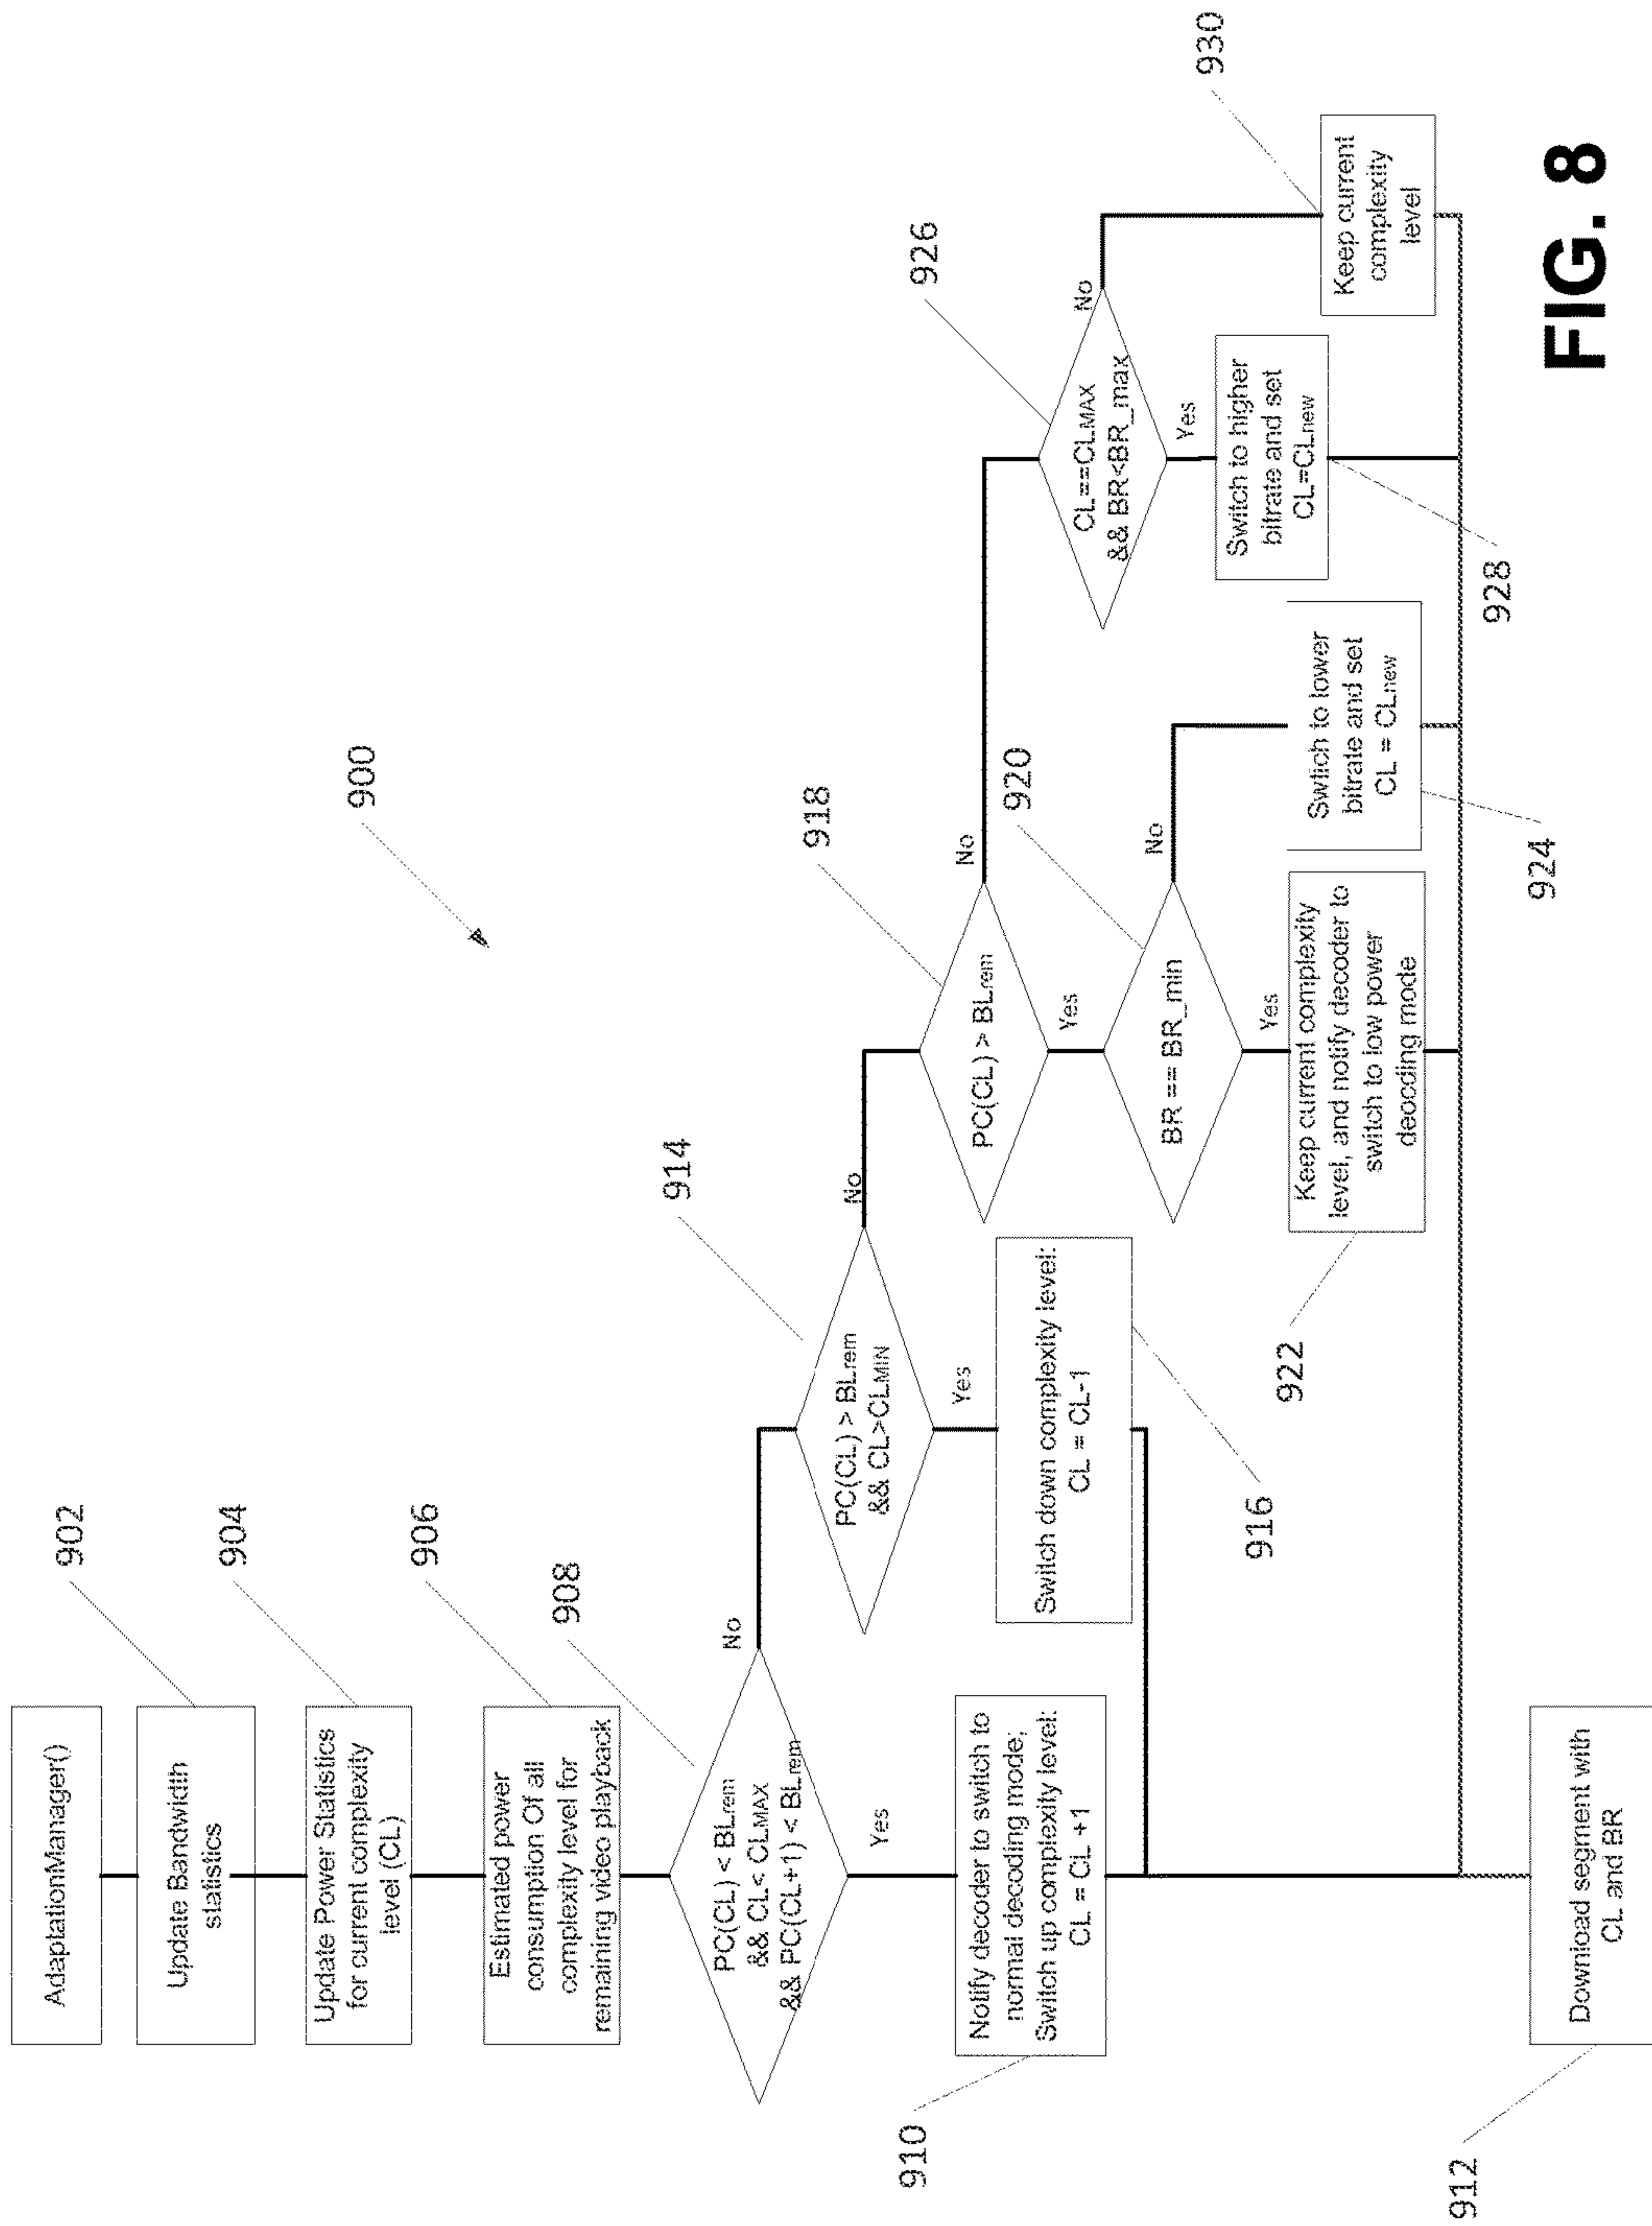 900
AdaptationManager()
902
Update Bandwidth
statistics
904
Update Power Statistics
for current complexity
level (CL)
906
Estimated power
consumption Of all
complexity level for
remaining video playback
908
PC(CL) < BLrem
&& CL< CLMAX
&& PC(CL+1) < BLrem
No
Yes
910
Notify decoder to switch to
normal decoding mode;
Switch up complexity level:
CL = CL +1
914
PC(CL) > BLrem
&& CL>CLMIN
No
Yes
Switch down complexity level:
CL = CL-1
916
918
PC(CL) > BLrem
No
Yes
920
BR == BR_min
No
Yes
Keep current complexity
level, and notify decoder to
switch to low power
deocding mode
922
Swtich to lower
bitrate and set
CL = CLnew
924
926
CL==CLMAX
&& BR<BR_max
No
Yes
Switch to higher
bitrate and set
CL=CLnew
928
930
Keep current
complexity
level
Download segment with
CL and BR
912
FIG. 8